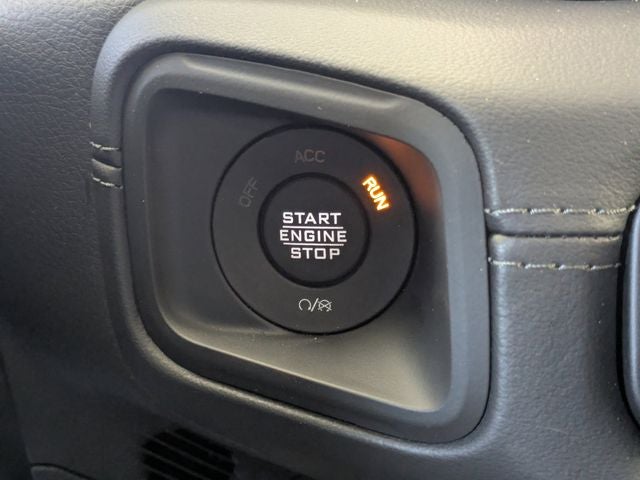 ACC
OFF
RUN
START
ENGINE
STOP